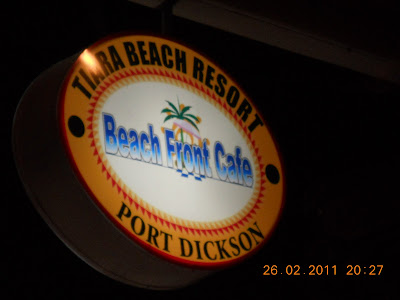 TIARA BEACH RESORT
Beach Front Cafe
PORT DICKSON
26.02.2011 20:27